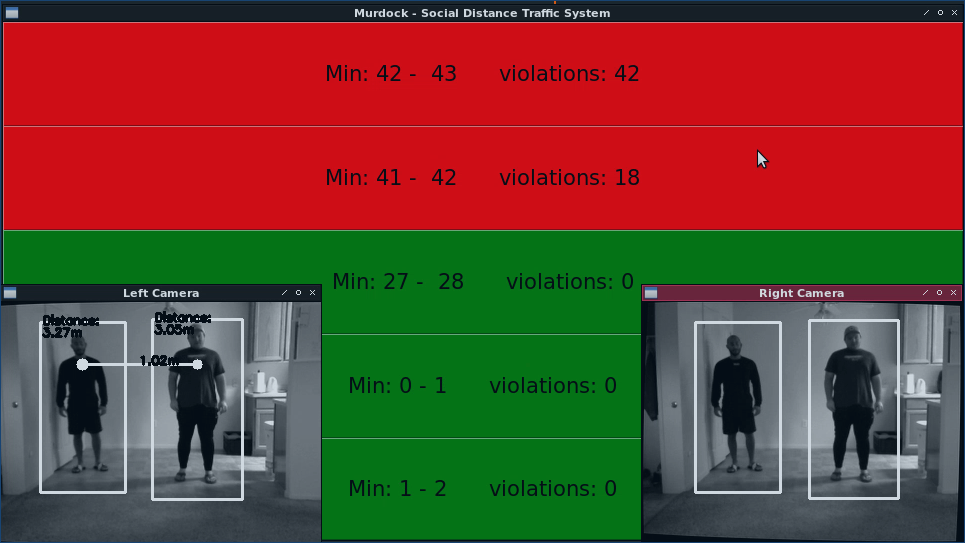 Murdock - Social Distance Traffic System
Min: 42 -  43 violations: 42
Min: 41 -  42 violations: 18
Min: 27 -  28 violations: 0
Min: 0 - 1 violations: 0
Min: 1 - 2 violations: 0
Left Camera
Distance:
3.27m
Distance:
3.05m
1.02m
Right Camera